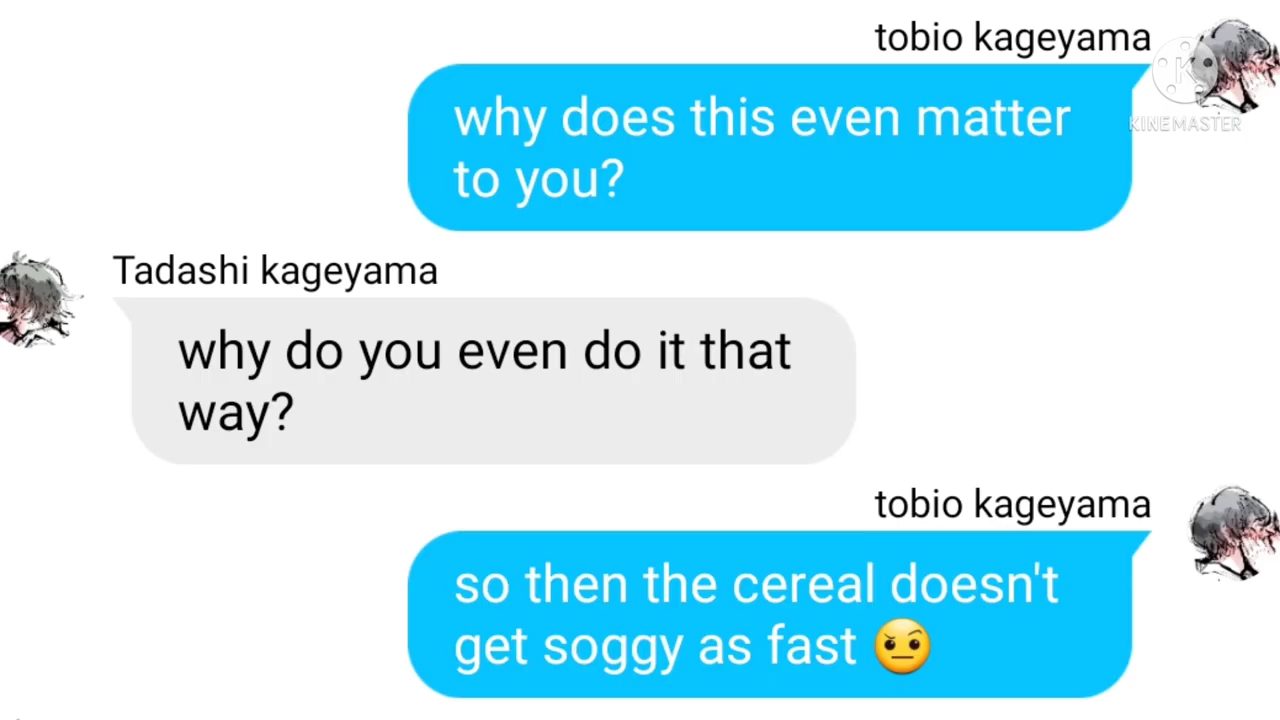 tobio kageyama
why does this even matter
to you?
KINEMASTER
Tadashi kageyama
why do you even do it that
way?
tobio kageyama
so then the cereal doesn't
get soggy as fast 🤨